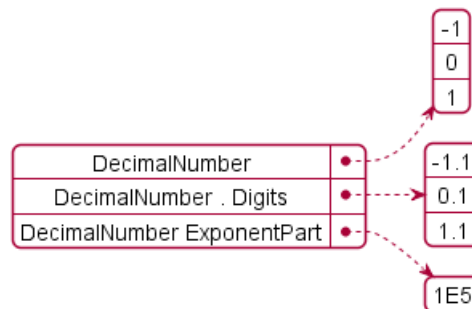 -1
0
1
DecimalNumber
DecimalNumber . Digits
DecimalNumber ExponentPart
-1.1
0.1
1.1
1E5